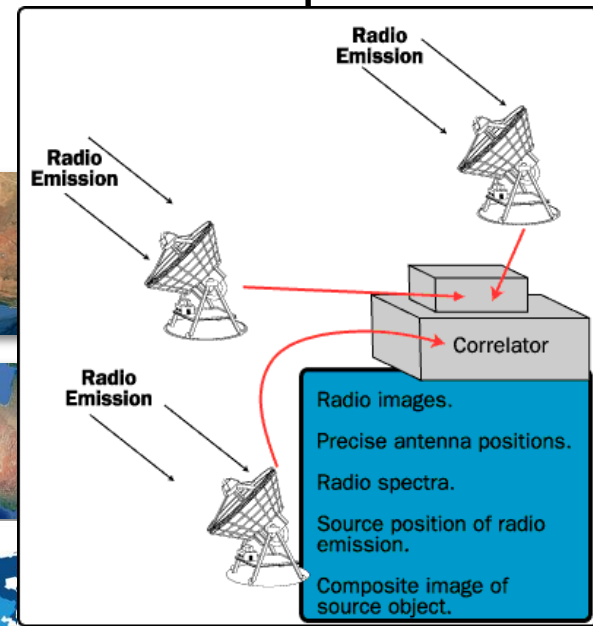 Radio
Emission
Radio
Emission
Radio
Emission
Correlator
Radio images.
Precise antenna positions.
Radio spectra.
Source position of radio
emission.
Composite image of
source object.